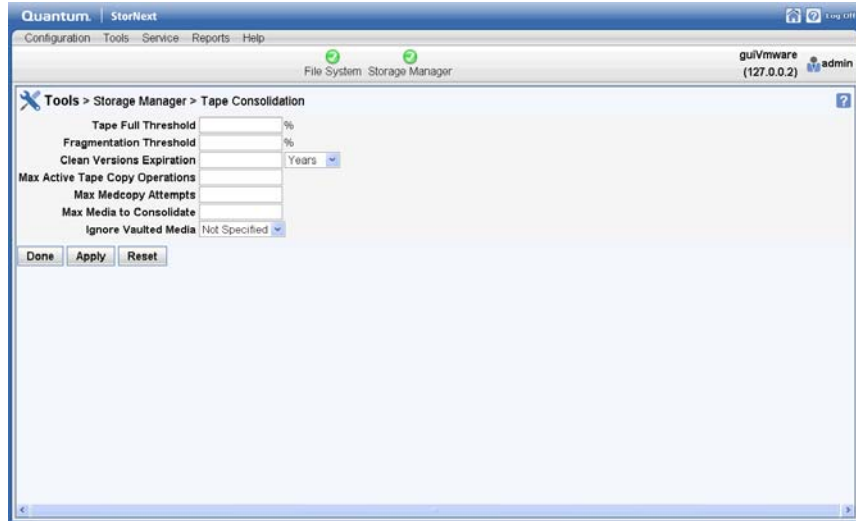 Quantum. StorNext Log Off
Configuration Tools Service Reports Help
File System Storage Manager
guiVmware
(127.0.0.2)
admin
Tools > Storage Manager > Tape Consolidation
Tape Full Threshold %
Fragmentation Threshold %
Clean Versions Expiration Years
Max Active Tape Copy Operations
Max Medcopy Attempts
Max Media to Consolidate
Ignore Vaulted Media Not Specified
Done Apply Reset